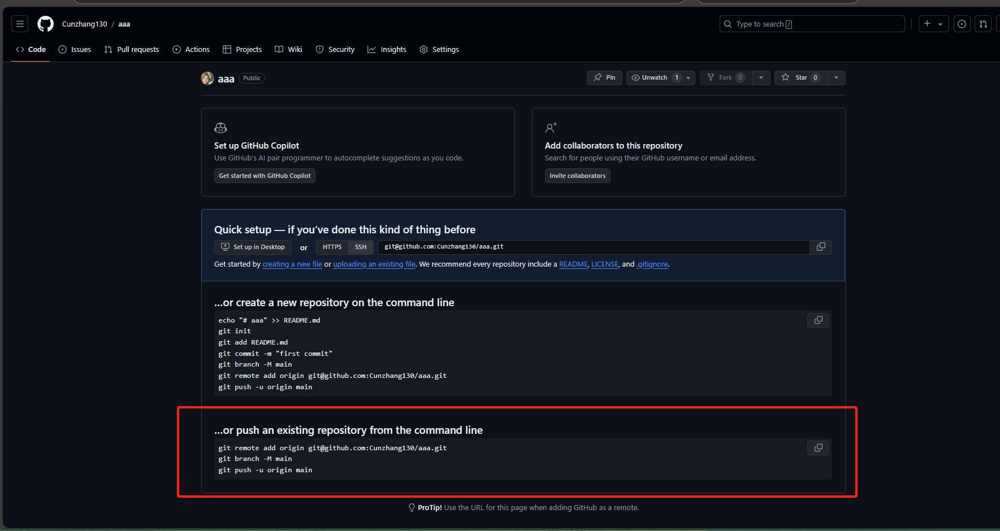 Cunzhang130 / aaa
Type to search /
Code Issues Pull requests Actions Projects Wiki Security Insights Settings
aaa Public
Pin Unwatch 1 Fork 0 Star 0
Set up GitHub Copilot
Use GitHub's AI pair programmer to autocomplete suggestions as you code.
Get started with GitHub Copilot
Add collaborators to this repository
Search for people using their GitHub username or email address.
Invite collaborators
Quick setup — if you’ve done this kind of thing before
Set up in Desktop or HTTPS SSH git@github.com:Cunzhang130/aaa.git
Get started by creating a new file or uploading an existing file. We recommend every repository include a README, LICENSE, and .gitignore.
…or create a new repository on the command line
echo "# aaa" >> README.md
git init
git add README.md
git commit -m "first commit"
git branch -M main
git remote add origin git@github.com:Cunzhang130/aaa.git
git push -u origin main
…or push an existing repository from the command line
git remote add origin git@github.com:Cunzhang130/aaa.git
git branch -M main
git push -u origin main
ProTip! Use the URL for this page when adding GitHub as a remote.